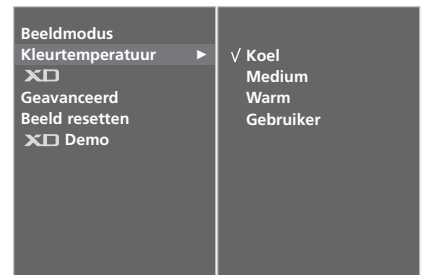 Beeldmodus
Kleurtemperatuur ►
XD
Geavanceerd
Beeld resetten
XD Demo
√ Koel
Medium
Warm
Gebruiker